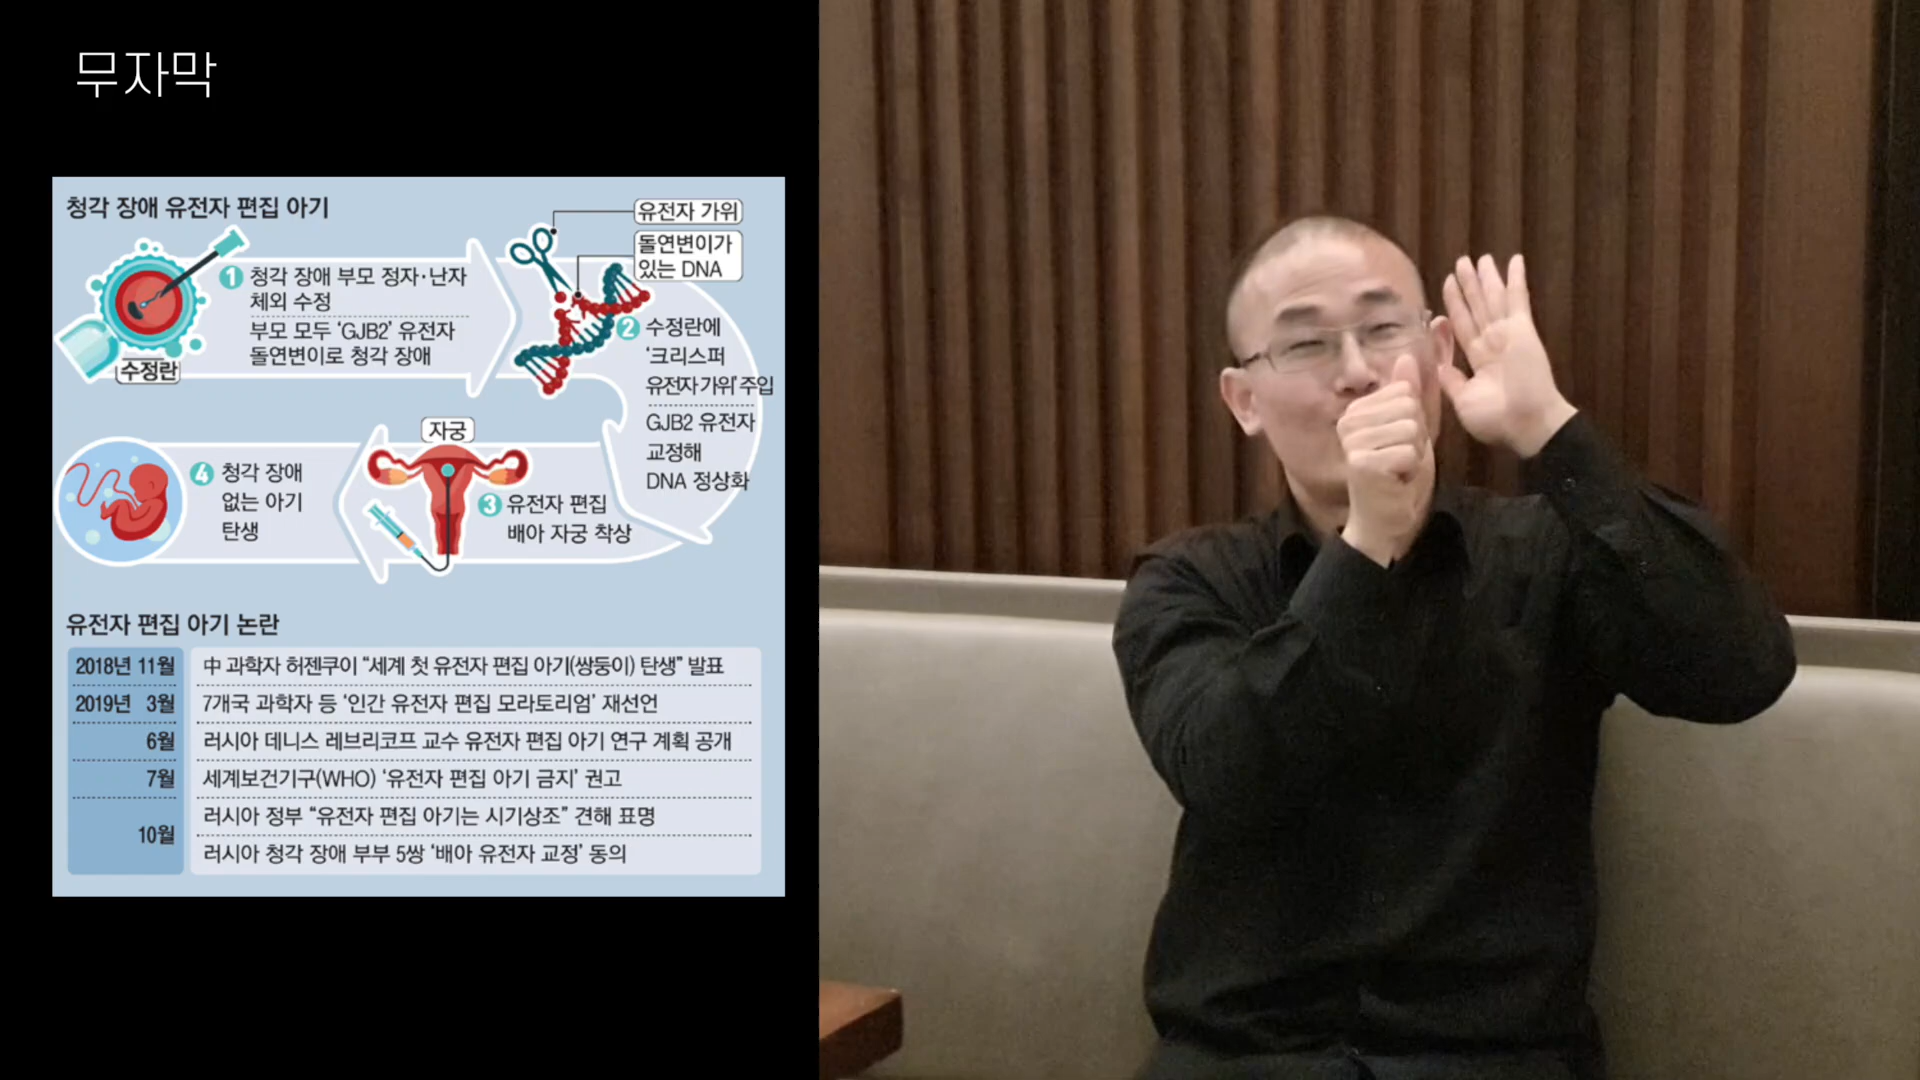 무자막
청각 장애 유전자 편집 아기
유전자 가위
돌연변이가
있는 DNA
1 청각 장애 부모 정자·난자
체외 수정
부모 모두 ‘GJB2’ 유전자
돌연변이로 청각 장애
수정란
2 수정란에
‘크리스퍼
유전자 가위’ 주입
GJB2 유전자
교정해
DNA 정상화
자궁
3 유전자 편집
배아 자궁 착상
4 청각 장애
없는 아기
탄생
유전자 편집 아기 논란
2018년 11월 中 과학자 허젠쿠이 “세계 첫 유전자 편집 아기(쌍둥이) 탄생” 발표
2019년 3월 7개국 과학자 등 ‘인간 유전자 편집 모라토리엄’ 재선언
6월 러시아 데니스 레브리코프 교수 유전자 편집 아기 연구 계획 공개
7월 세계보건기구(WHO) ‘유전자 편집 아기 금지’ 권고
10월 러시아 정부 “유전자 편집 아기는 시기상조” 견해 표명
러시아 청각 장애 부부 5쌍 ‘배아 유전자 교정’ 동의